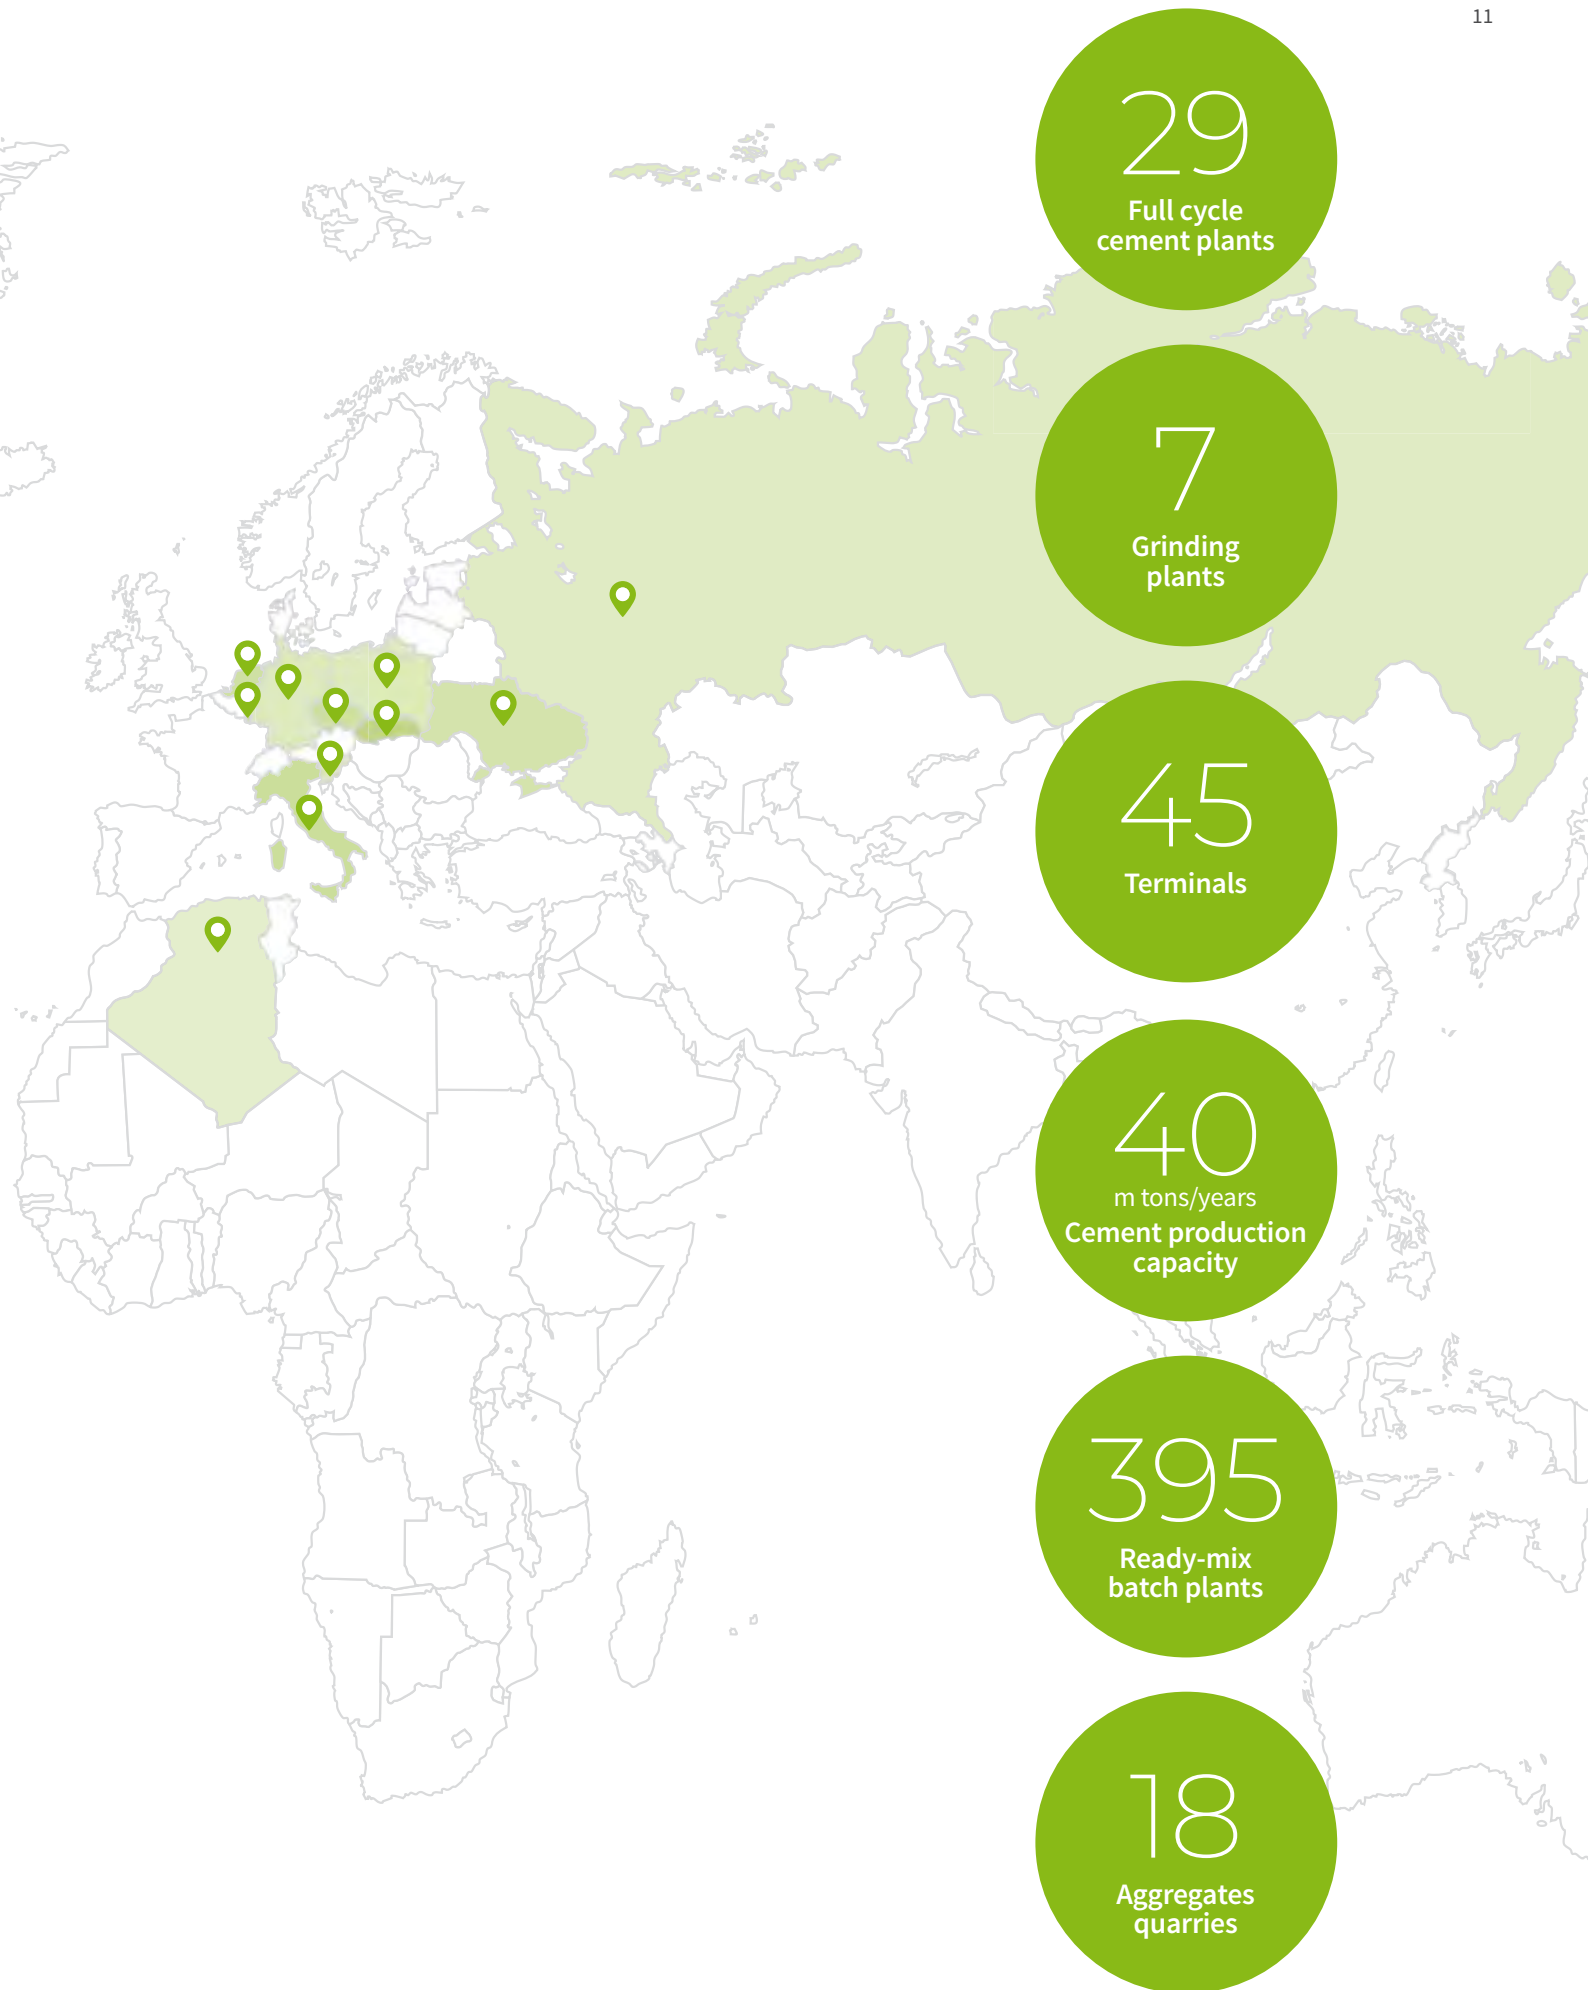 11
29
Full cycle
cement plants
7
Grinding
plants
45
Terminals
40
m tons/years
Cement production
capacity
395
Ready-mix
batch plants
18
Aggregates
quarries